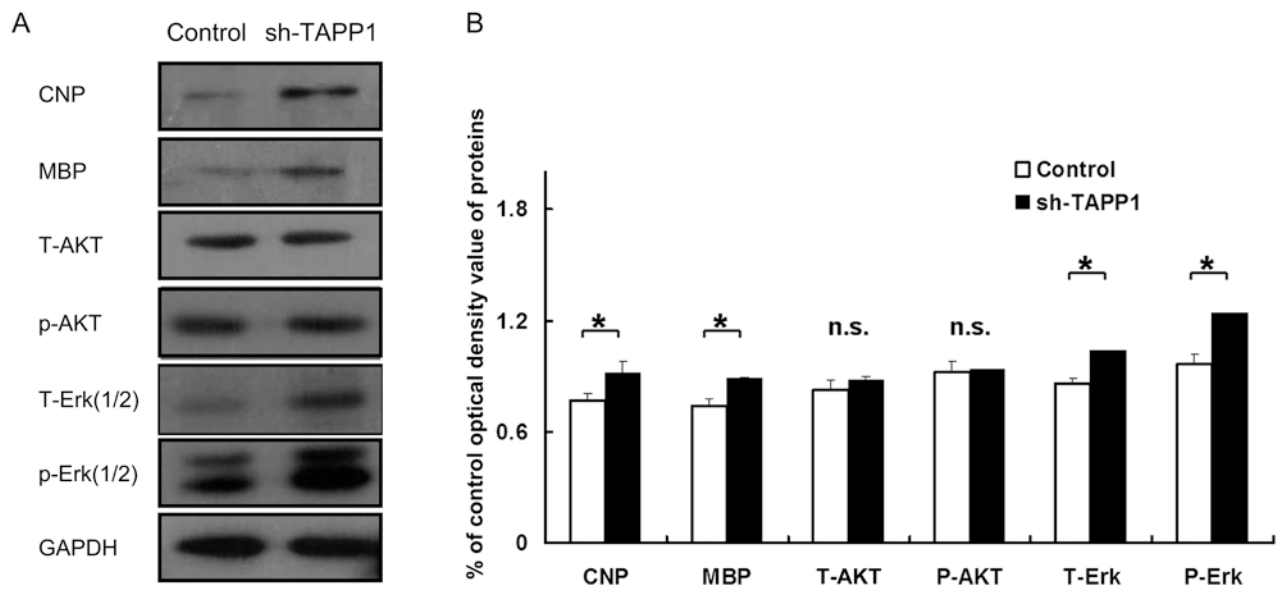 A
Control sh-TAPP1
CNP
MBP
T-AKT
p-AKT
T-Erk(1/2)
p-Erk(1/2)
GAPDH
B
% of control optical density value of proteins
Control
sh-TAPP1
1.8
1.2
0.6
0
*
*
n.s.
n.s.
*
*
CNP MBP T-AKT P-AKT T-Erk P-Erk